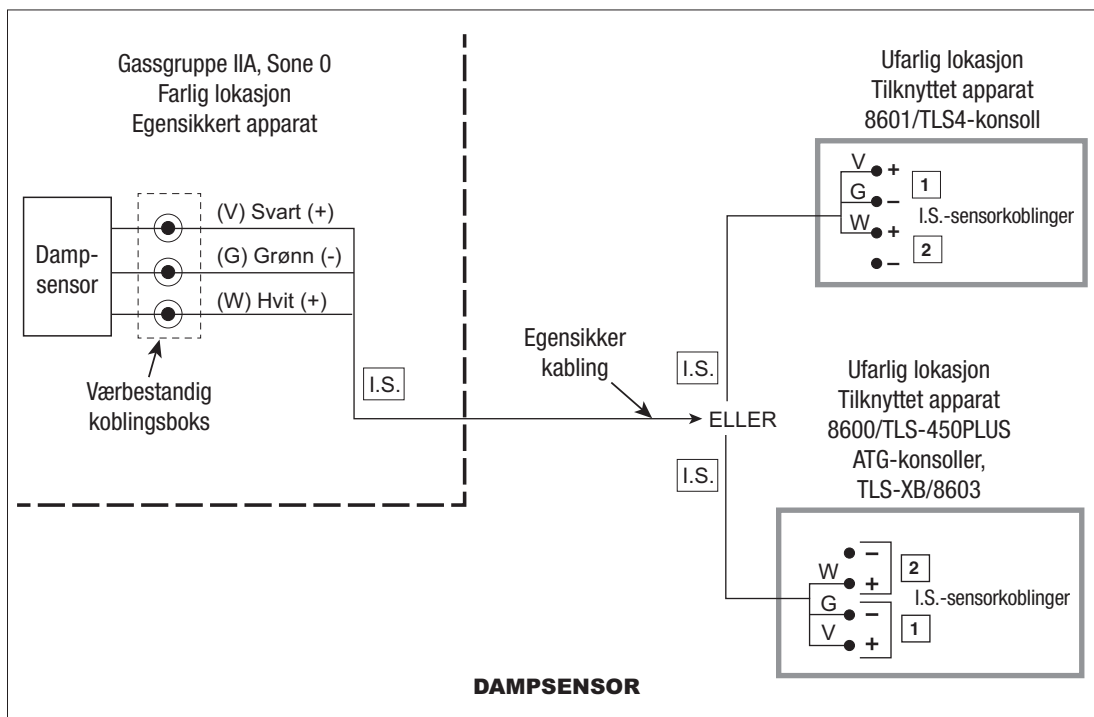 Gassgruppe IIA, Sone 0
Farlig lokasjon
Egensikkert apparat
Damp-
sensor
(V) Svart (+)
(G) Grønn (-)
(W) Hvit (+)
Værbestandig
koblingsboks
I.S.
Egensikker
kabling
I.S.
ELLER
I.S.
Ufarlig lokasjon
Tilknyttet apparat
8601/TLS4-konsoll
V +
G −
W +
−
1
I.S.-sensorkoblinger
2
Ufarlig lokasjon
Tilknyttet apparat
8600/TLS-450PLUS
ATG-konsoller,
TLS-XB/8603
−
W +
G −
V +
2
I.S.-sensorkoblinger
1
DAMPSENSOR